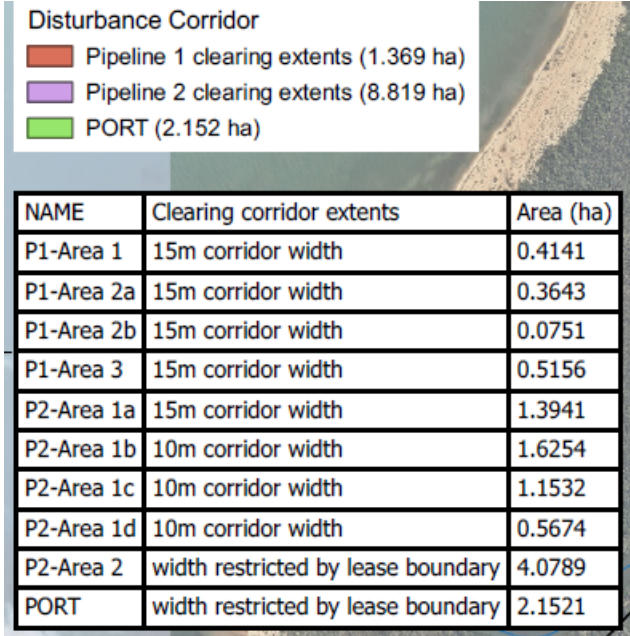 Disturbance Corridor
Pipeline 1 clearing extents (1.369 ha)
Pipeline 2 clearing extents (8.819 ha)
PORT (2.152 ha)
NAME Clearing corridor extents Area (ha)
P1-Area 1 15m corridor width 0.4141
P1-Area 2a 15m corridor width 0.3643
P1-Area 2b 15m corridor width 0.0751
P1-Area 3 15m corridor width 0.5156
P2-Area 1a 15m corridor width 1.3941
P2-Area 1b 10m corridor width 1.6254
P2-Area 1c 10m corridor width 1.1532
P2-Area 1d 10m corridor width 0.5674
P2-Area 2 width restricted by lease boundary 4.0789
PORT width restricted by lease boundary 2.1521